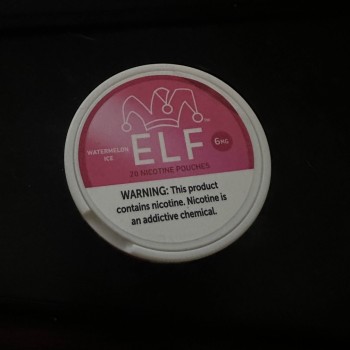 WATERMELON
ICE
ELF
6MG
20 NICOTINE POUCHES
WARNING: This product
contains nicotine. Nicotine is
an addictive chemical.